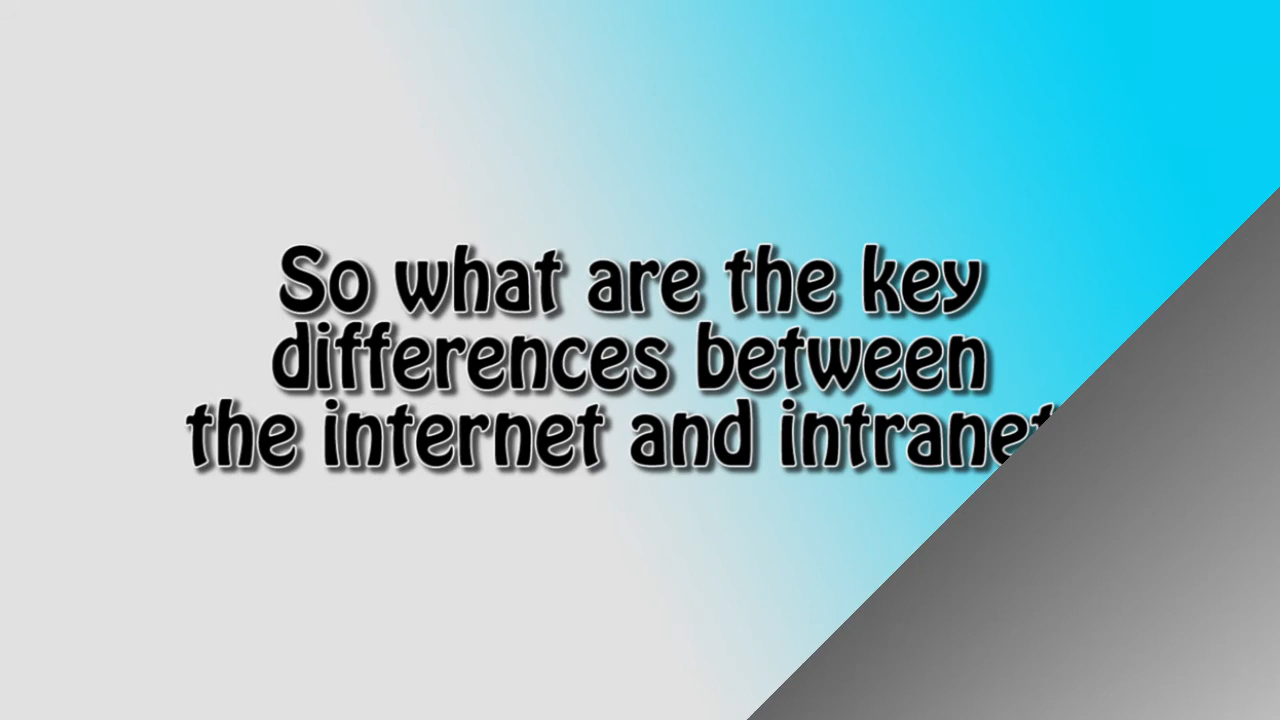 So what are the key
differences between
the internet and intranet